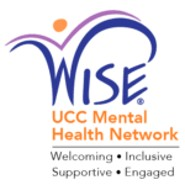 WISE®
UCC Mental
Health Network
Welcoming • Inclusive
Supportive • Engaged